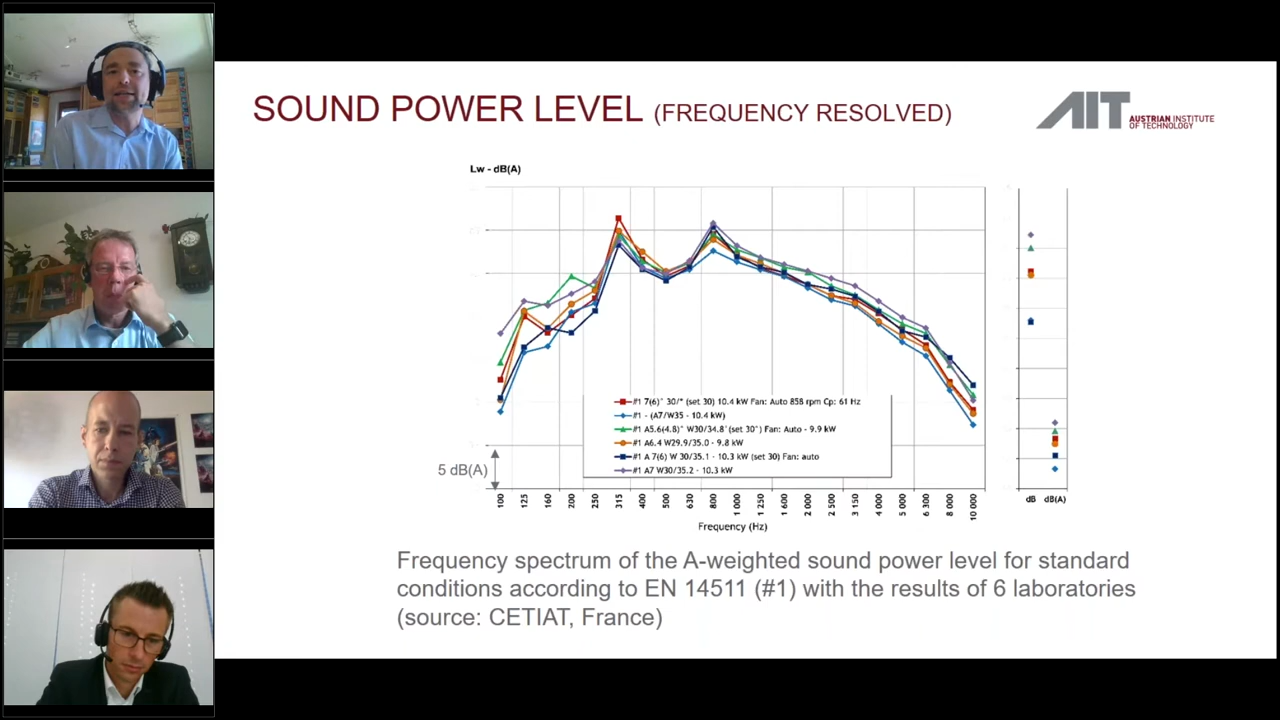 SOUND POWER LEVEL (FREQUENCY RESOLVED)
AIT AUSTRIAN INSTITUTE
OF TECHNOLOGY
Lw - dB(A)
#1 7(6)° 30/* (set 30) 10.4 kW Fan: Auto 858 rpm Cp: 61 Hz
#1 - (A7/W35 - 10.4 kW)
#1 A5.6(4.8)° W30/34.8°(set 30°) Fan: Auto - 9.9 kW
#1 A6.4 W29.9/35.0 - 9.8 kW
#1 A 7(6) W 30/35.1 - 10.3 kW (set 30) Fan: auto
#1 A7 W30/35.2 - 10.3 kW
5 dB(A)
100 125 160 200 250 315 400 500 630 800 1 000 1 250 1 600 2 000 2 500 3 150 4 000 5 000 6 300 8 000 10 000
dB dB(A)
Frequency (Hz)
Frequency spectrum of the A-weighted sound power level for standard
conditions according to EN 14511 (#1) with the results of 6 laboratories
(source: CETIAT, France)